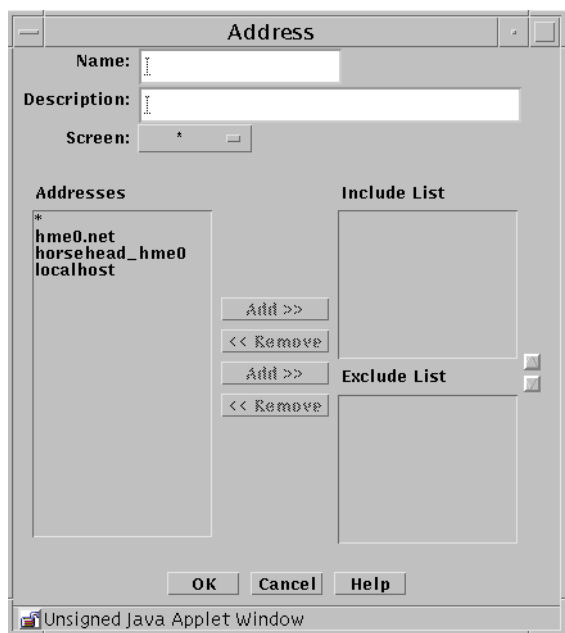 Address
Name:
Description:
Screen: *
Addresses
*
hme0.net
horsehead_hme0
localhost
Include List
Add >>
<< Remove
Add >>
<< Remove
Exclude List
OK Cancel Help
Unsigned Java Applet Window